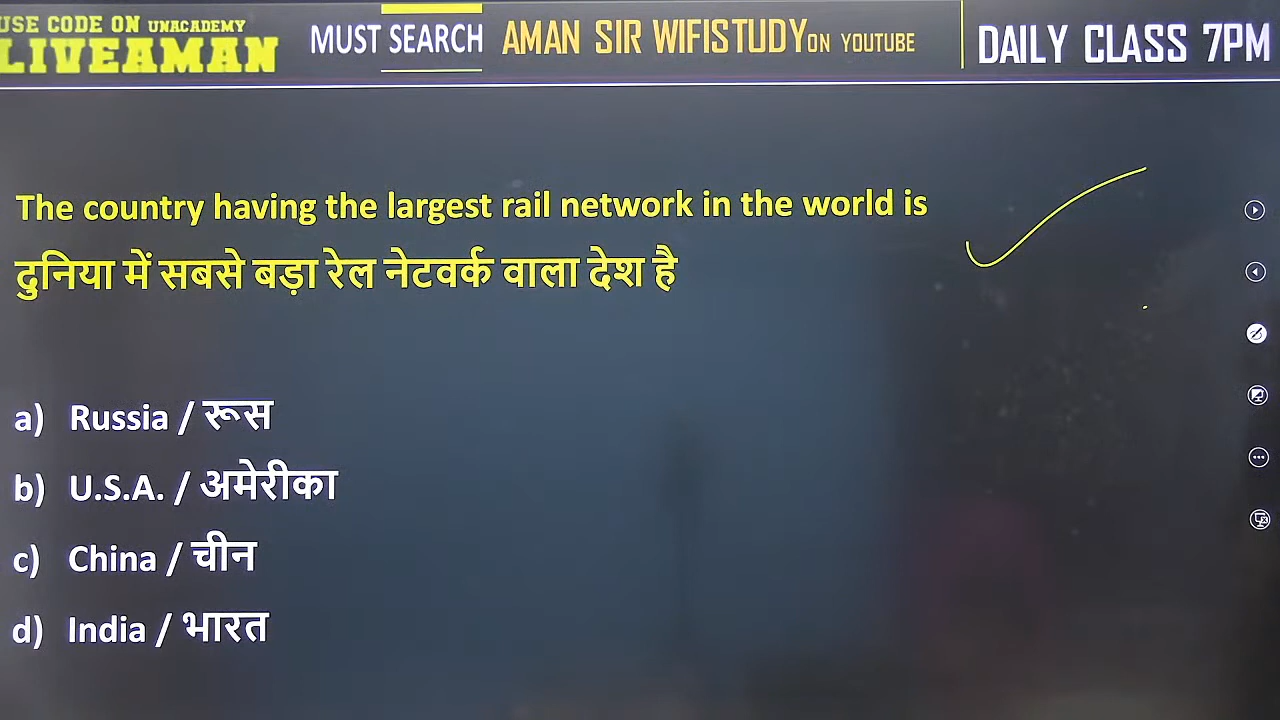 USE CODE ON UNACADEMY
LIVEAMAN
MUST SEARCH AMAN SIR WIFISTUDY ON YOUTUBE
DAILY CLASS 7PM
The country having the largest rail network in the world is
दुनिया में सबसे बड़ा रेल नेटवर्क वाला देश है
a) Russia / रूस
b) U.S.A. / अमेरीका
c) China / चीन
d) India / भारत